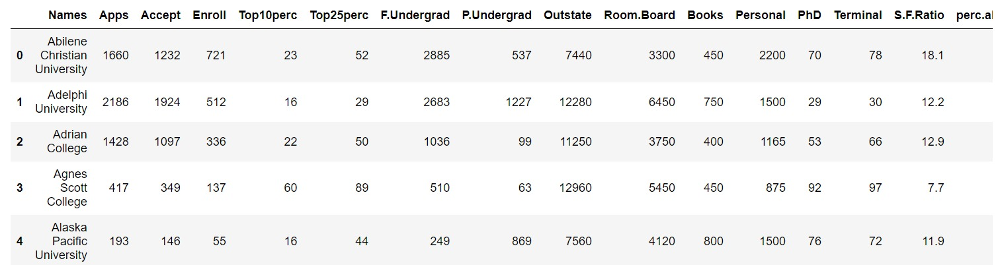 Names Apps Accept Enroll Top10perc Top25perc F.Undergrad P.Undergrad Outstate Room.Board Books Personal PhD Terminal S.F.Ratio
0 Abilene Christian University 1660 1232 721 23 52 2885 537 7440 3300 450 2200 70 78 18.1
1 Adelphi University 2186 1924 512 16 29 2683 1227 12280 6450 750 1500 29 30 12.2
2 Adrian College 1428 1097 336 22 50 1036 99 11250 3750 400 1165 53 66 12.9
3 Agnes Scott College 417 349 137 60 89 510 63 12960 5450 450 875 92 97 7.7
4 Alaska Pacific University 193 146 55 16 44 249 869 7560 4120 800 1500 76 72 11.9